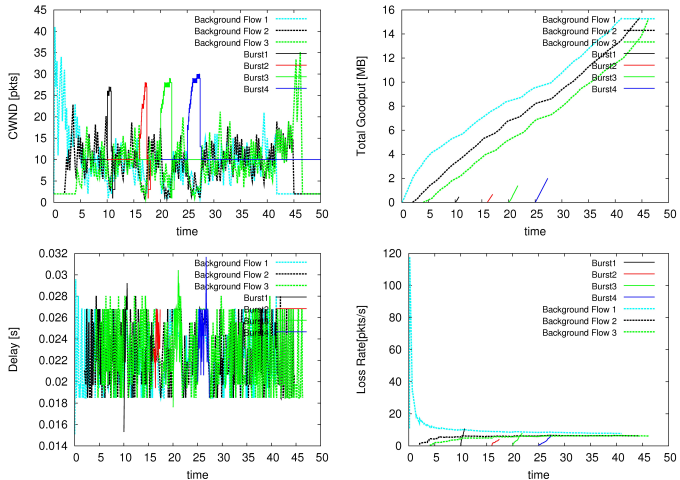 Background Flow 1
Background Flow 2
Background Flow 3
Burst1
Burst2
Burst3
Burst4
CWND [pkts]
45
40
35
30
25
20
15
10
5
0
0 5 10 15 20 25 30 35 40 45 50
time
Background Flow 1
Background Flow 2
Background Flow 3
Burst1
Burst2
Burst3
Burst4
Total Goodput [MB]
16
14
12
10
8
6
4
2
0
0 5 10 15 20 25 30 35 40 45 50
time
Background Flow 1
Background Flow 2
Background Flow 3
Burst1
Delay [s]
0.032
0.03
0.028
0.026
0.024
0.022
0.02
0.018
0.016
0.014
0 5 10 15 20 25 30 35 40 45 50
time
Burst1
Burst2
Burst3
Burst4
Background Flow 1
Background Flow 2
Background Flow 3
Loss Rate[pkts/s]
120
100
80
60
40
20
0
0 5 10 15 20 25 30 35 40 45 50
time